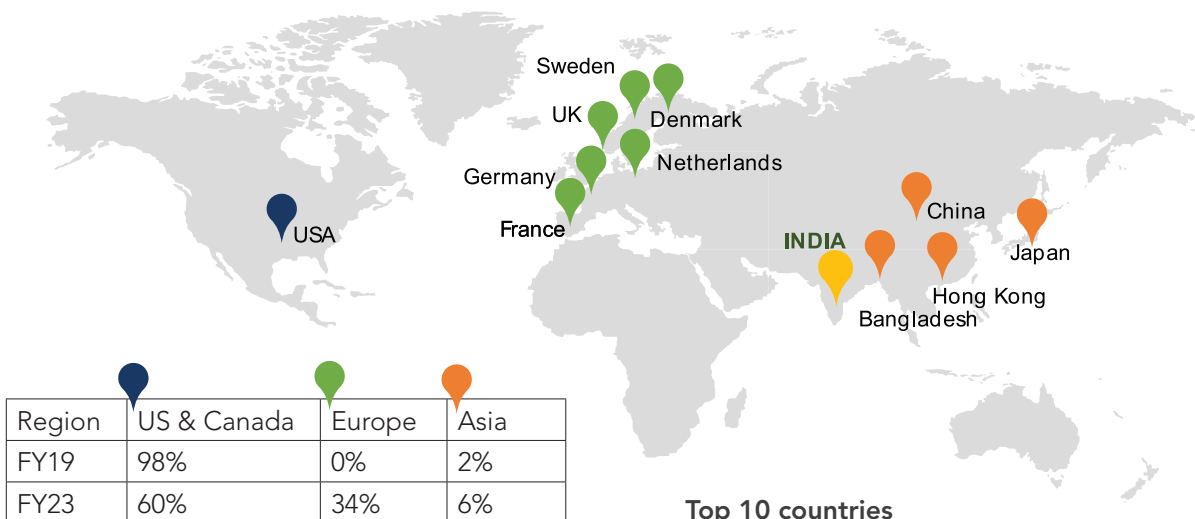 Sweden
UK
Denmark
Netherlands
Germany
France
USA
China
INDIA
Japan
Hong Kong
Bangladesh
Region US & Canada Europe Asia
FY19 98% 0% 2%
FY23 60% 34% 6%
Top 10 countries